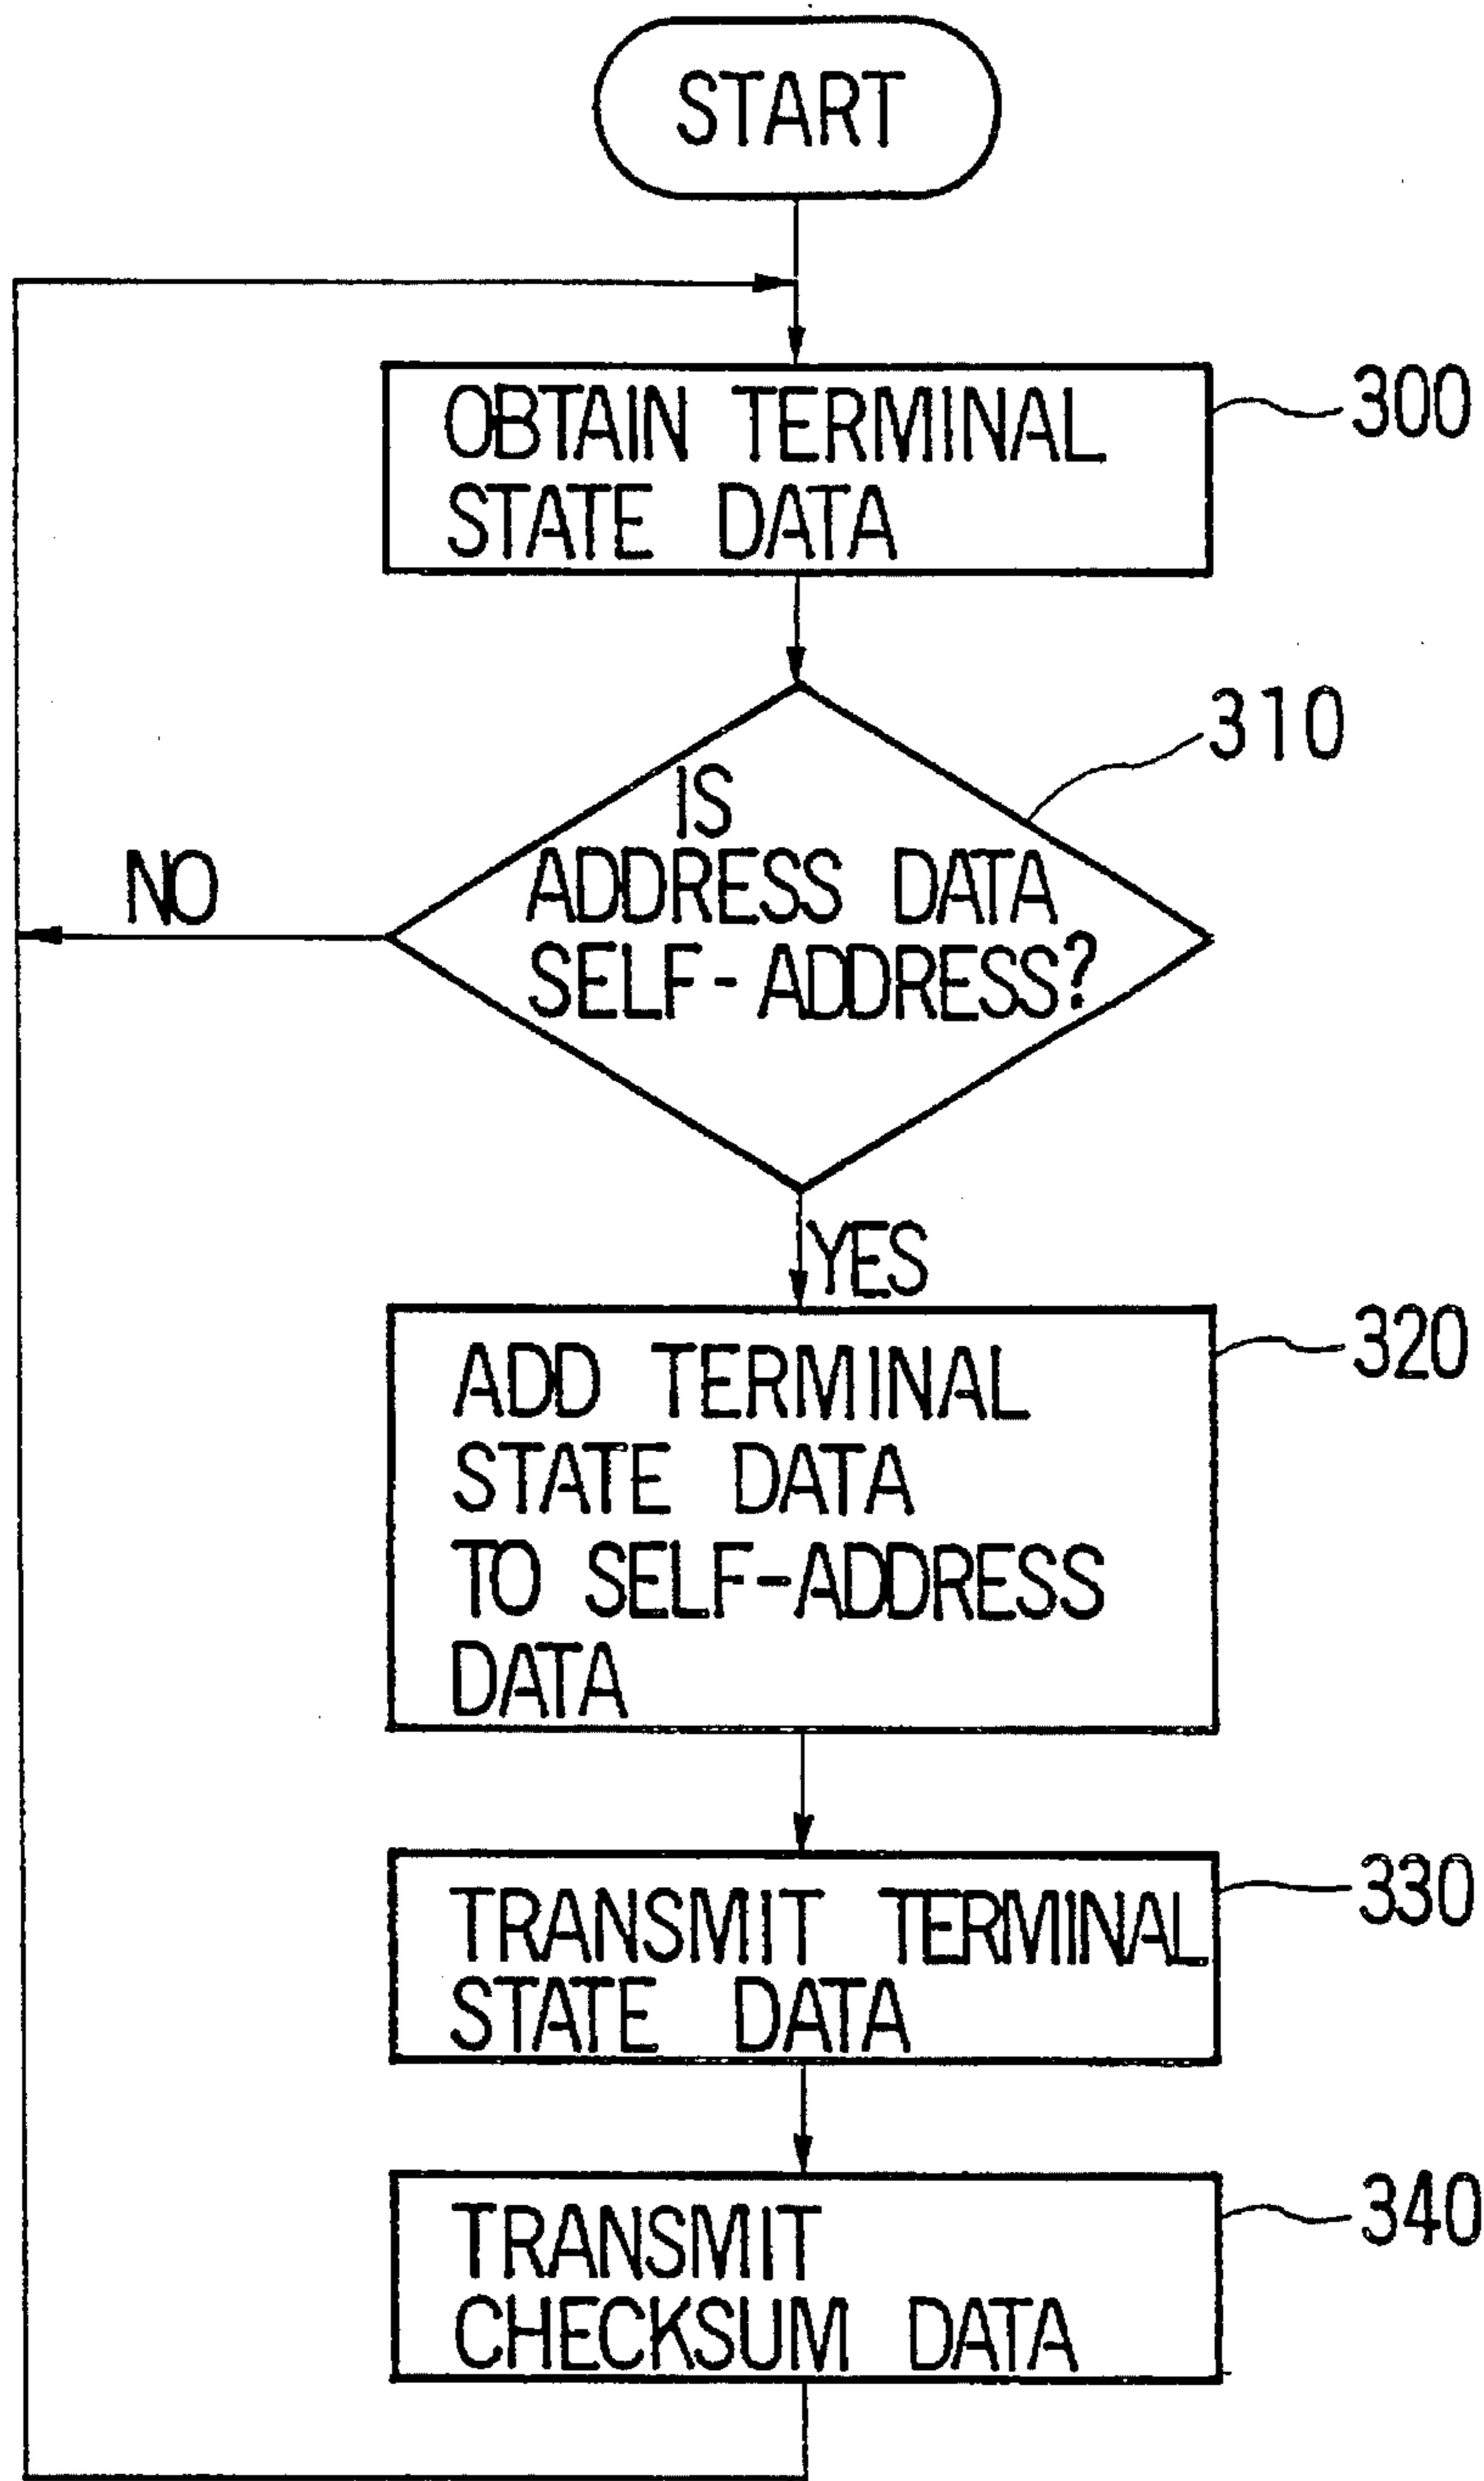 START
OBTAIN TERMINAL
STATE DATA
300
310
IS
ADDRESS DATA
SELF-ADDRESS?
NO
YES
ADD TERMINAL
STATE DATA
TO SELF-ADDRESS
DATA
320
TRANSMIT TERMINAL
STATE DATA
330
TRANSMIT
CHECKSUM DATA
340